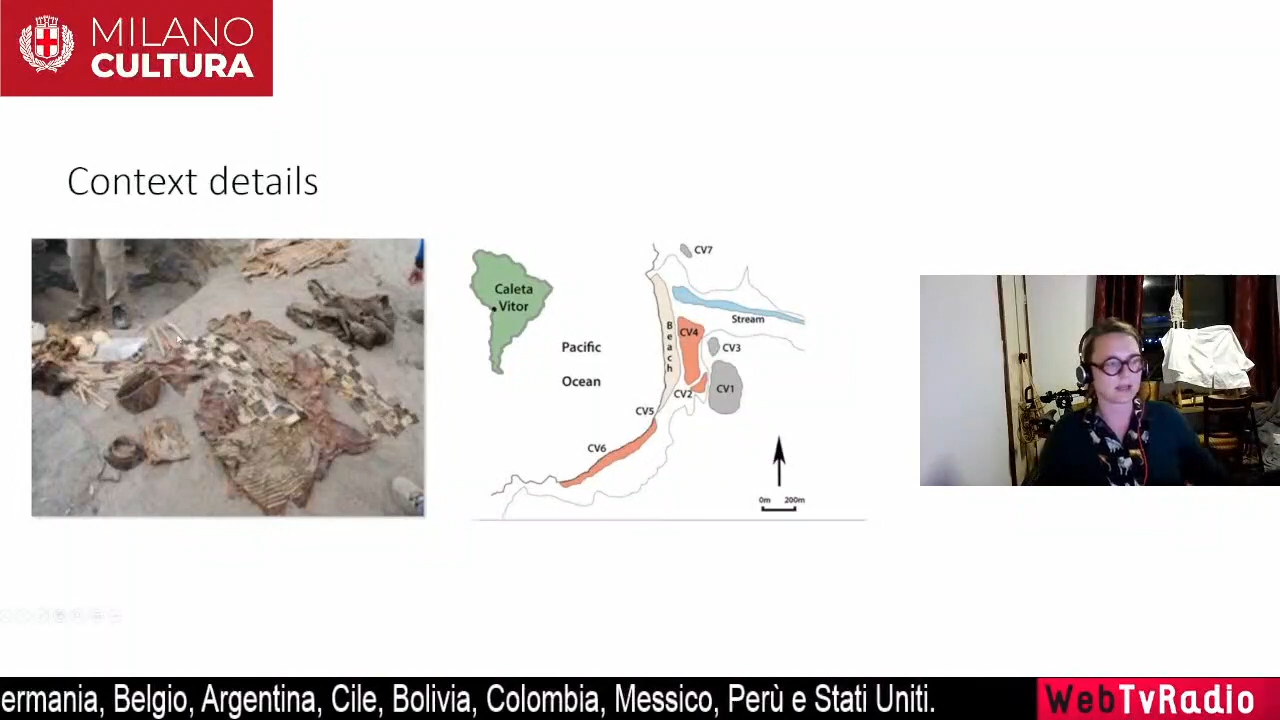 MILANO
CULTURA
Context details
CV7
Caleta
Vitor
Stream
CV4
Beach
CV3
Pacific
Ocean
CV1
CV2
CV5
CV6
0m 200m
ermania, Belgio, Argentina, Cile, Bolivia, Colombia, Messico, Perù e Stati Uniti.
WebTvRadio